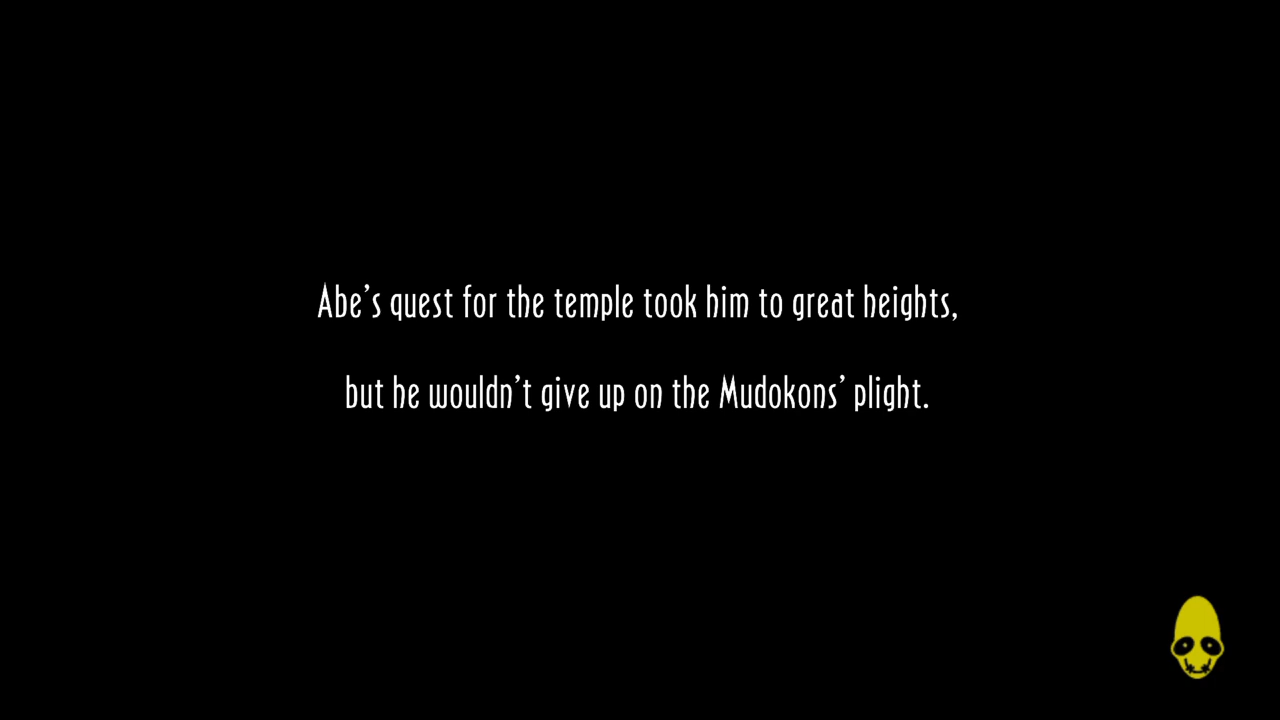 Abe’s quest for the temple took him to great heights,
but he wouldn’t give up on the Mudokons’ plight.